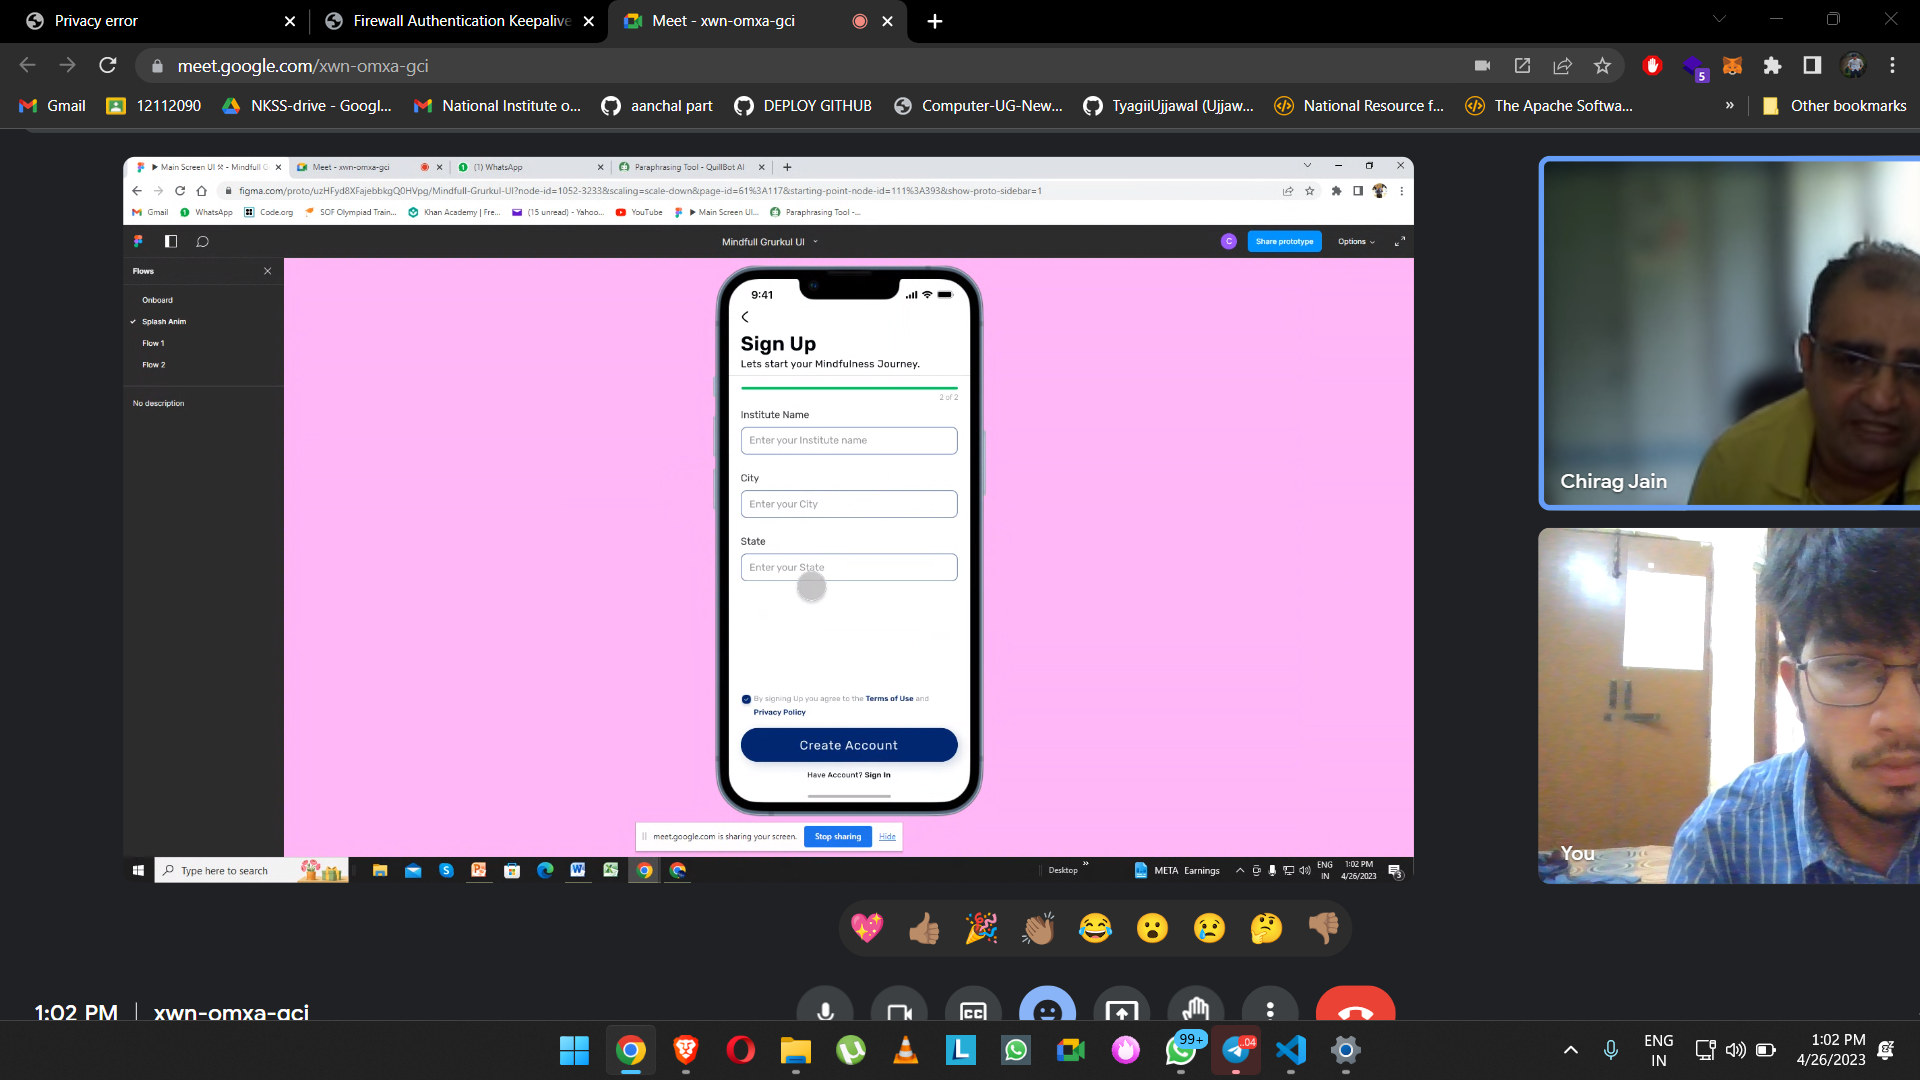 Privacy error
Firewall Authentication Keepalive
Meet - xwn-omxa-gci
meet.google.com/xwn-omxa-gci
5
Gmail
12112090
NKSS-drive - Googl...
National Institute o...
aanchal part
DEPLOY GITHUB
Computer-UG-New...
TyagiiUjjawal (Ujjaw...
National Resource f...
The Apache Softwa...
»
Other bookmarks
Main Screen UI - Mindfull G
Meet - xwn-omxa-gci
(1) WhatsApp
Paraphrasing Tool - QuillBot AI
figma.com/proto/uzHFyd8XFajebbkgQ0HVpg/Mindfull-Grurkul-UI?node-id=1052-3233&scaling=scale-down&page-id=61%3A117&starting-point-node-id=111%3A393&show-proto-sidebar=1
Gmail
WhatsApp
Code.org
SOF Olympiad Train...
Khan Academy | Fre...
(15 unread) - Yahoo...
YouTube
Main Screen UI...
Paraphrasing Tool -...
Mindfull Grurkul UI
C
Share prototype
Options
Flows
Onboard
Splash Anim
Flow 1
Flow 2
No description
9:41
Sign Up
Lets start your Mindfulness Journey.
2 of 2
Institute Name
Enter your Institute name
City
Enter your City
State
Enter your State
By signing Up you agree to the Terms of Use and
Privacy Policy
Create Account
Have Account? Sign In
meet.google.com is sharing your screen.
Stop sharing
Hide
Type here to search
Desktop
»
META Earnings
ENG
IN
1:02 PM
4/26/2023
3
Chirag Jain
You
1:02 PM
xwn-omxa-gci
CC
L
99+
.04
ENG
IN
1:02 PM
4/26/2023